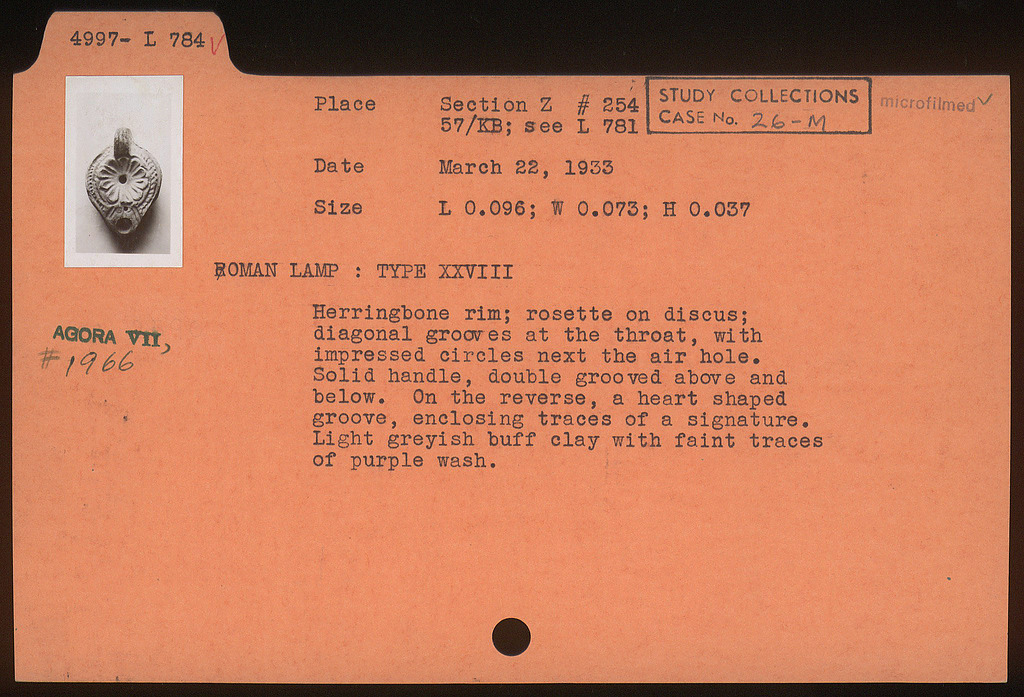 4997- L 784
Place Section Z # 254
57/KB; see L 781
STUDY COLLECTIONS
CASE No. 26-M
microfilmed
Date March 22, 1933
Size L 0.096; W 0.073; H 0.037
ROMAN LAMP : TYPE XXVIII
Herringbone rim; rosette on discus;
diagonal grooves at the throat, with
impressed circles next the air hole.
Solid handle, double grooved above and
below. On the reverse, a heart shaped
groove, enclosing traces of a signature.
Light greyish buff clay with faint traces
of purple wash.
AGORA VII,
#1966